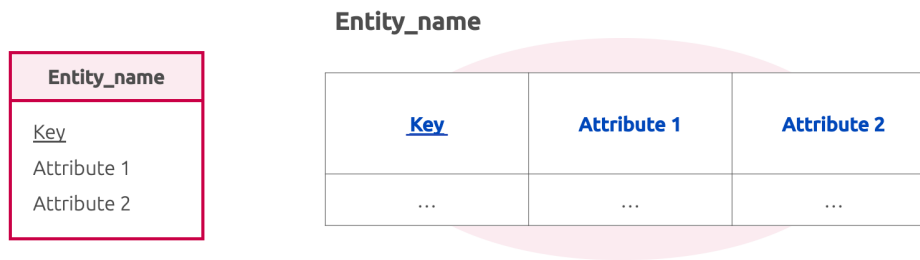 Entity_name
Key
Attribute 1
Attribute 2
Entity_name
Key Attribute 1 Attribute 2
... ... ...